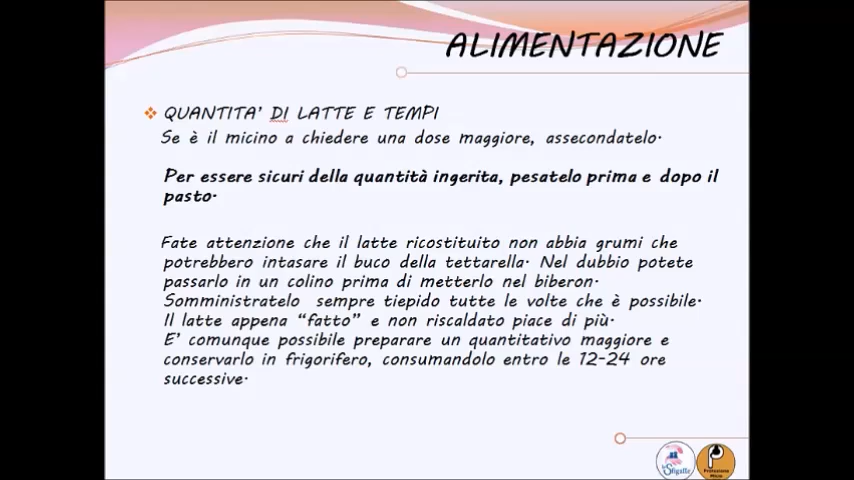 ALIMENTAZIONE
QUANTITA' DI LATTE E TEMPI
Se è il micino a chiedere una dose maggiore, assecondatelo.
Per essere sicuri della quantità ingerita, pesatelo prima e dopo il
pasto.
Fate attenzione che il latte ricostituito non abbia grumi che
potrebbero intasare il buco della tettarella. Nel dubbio potete
passarlo in un colino prima di metterlo nel biberon.
Somministratelo sempre tiepido tutte le volte che è possibile.
Il latte appena “fatto” e non riscaldato piace di più.
E' comunque possibile preparare un quantitativo maggiore e
conservarlo in frigorifero, consumandolo entro le 12-24 ore
successive.